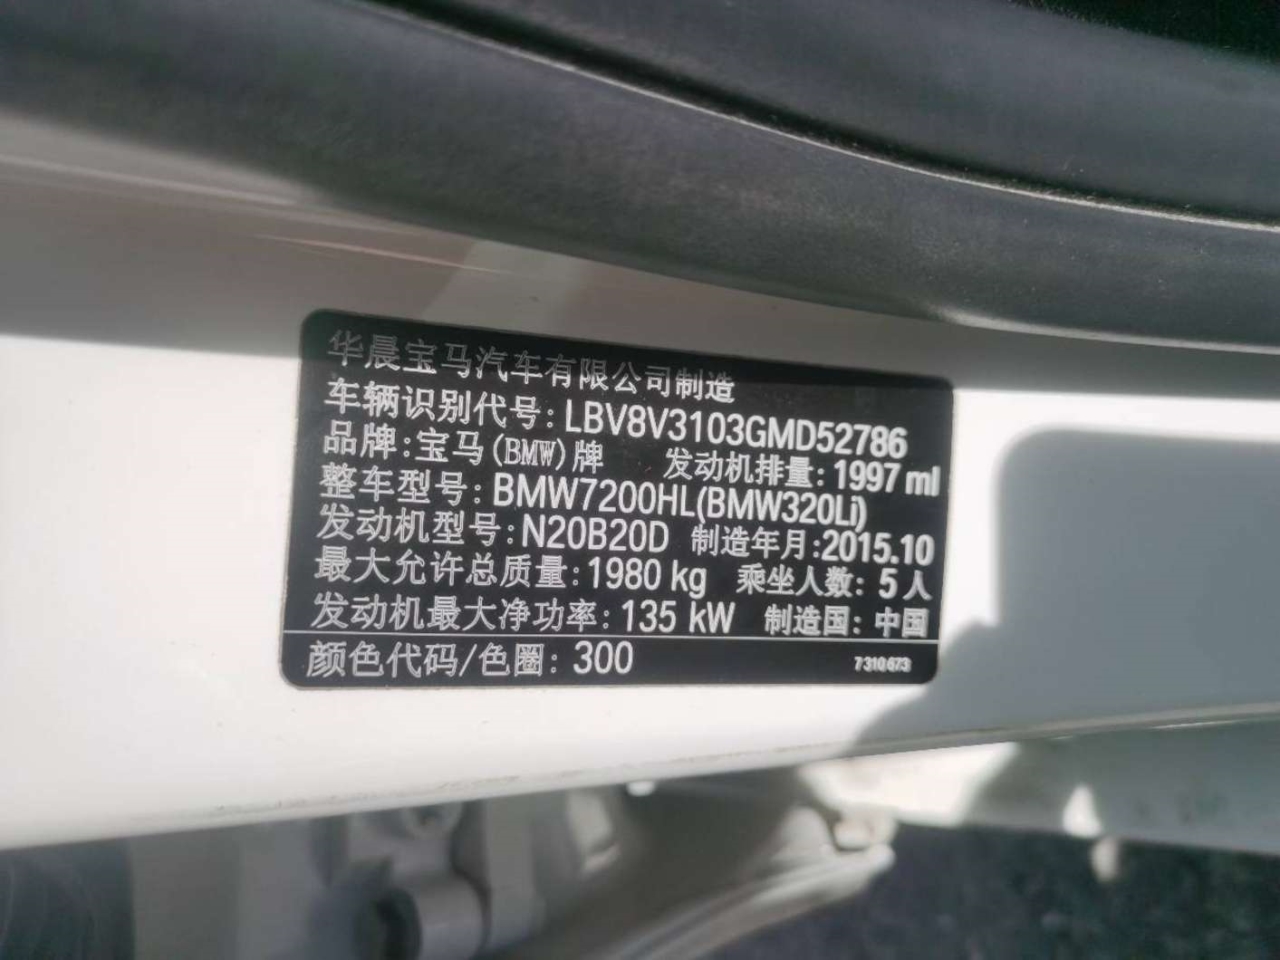 华晨宝马汽车有限公司制造
车辆识别代号: LBV8V3103GMD52786
品牌: 宝马(BMW)牌 发动机排量: 1997 ml
整车型号: BMW7200HL(BMW320Li)
发动机型号: N20B20D 制造年月: 2015.10
最大允许总质量: 1980 kg 乘坐人数: 5 人
发动机最大净功率: 135 kW 制造国: 中国
颜色代码/色圈: 300 7310673